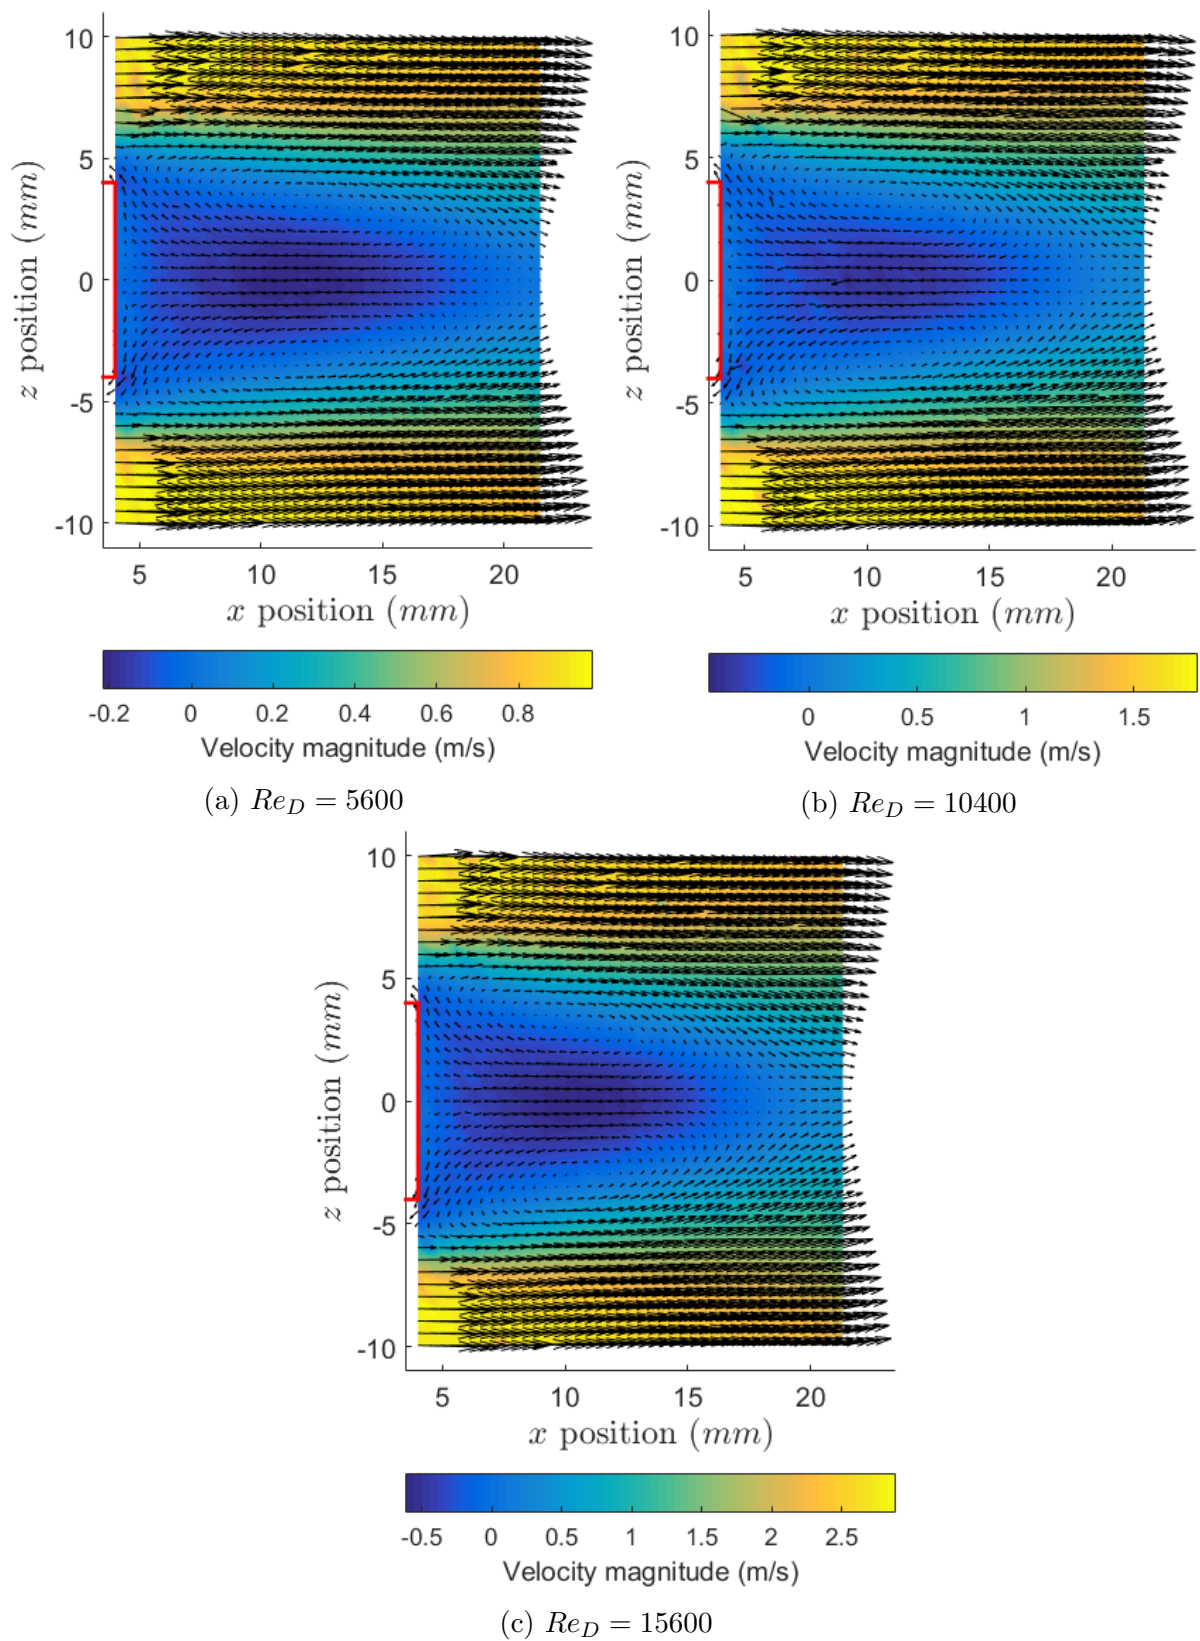 10
5
0
-5
-10
z position (mm)
5 10 15 20
x position (mm)
-0.2 0 0.2 0.4 0.6 0.8
Velocity magnitude (m/s)
(a) Re_D = 5600
10
5
0
-5
-10
z position (mm)
5 10 15 20
x position (mm)
0 0.5 1 1.5
Velocity magnitude (m/s)
(b) Re_D = 10400
10
5
0
-5
-10
z position (mm)
5 10 15 20
x position (mm)
-0.5 0 0.5 1 1.5 2 2.5
Velocity magnitude (m/s)
(c) Re_D = 15600